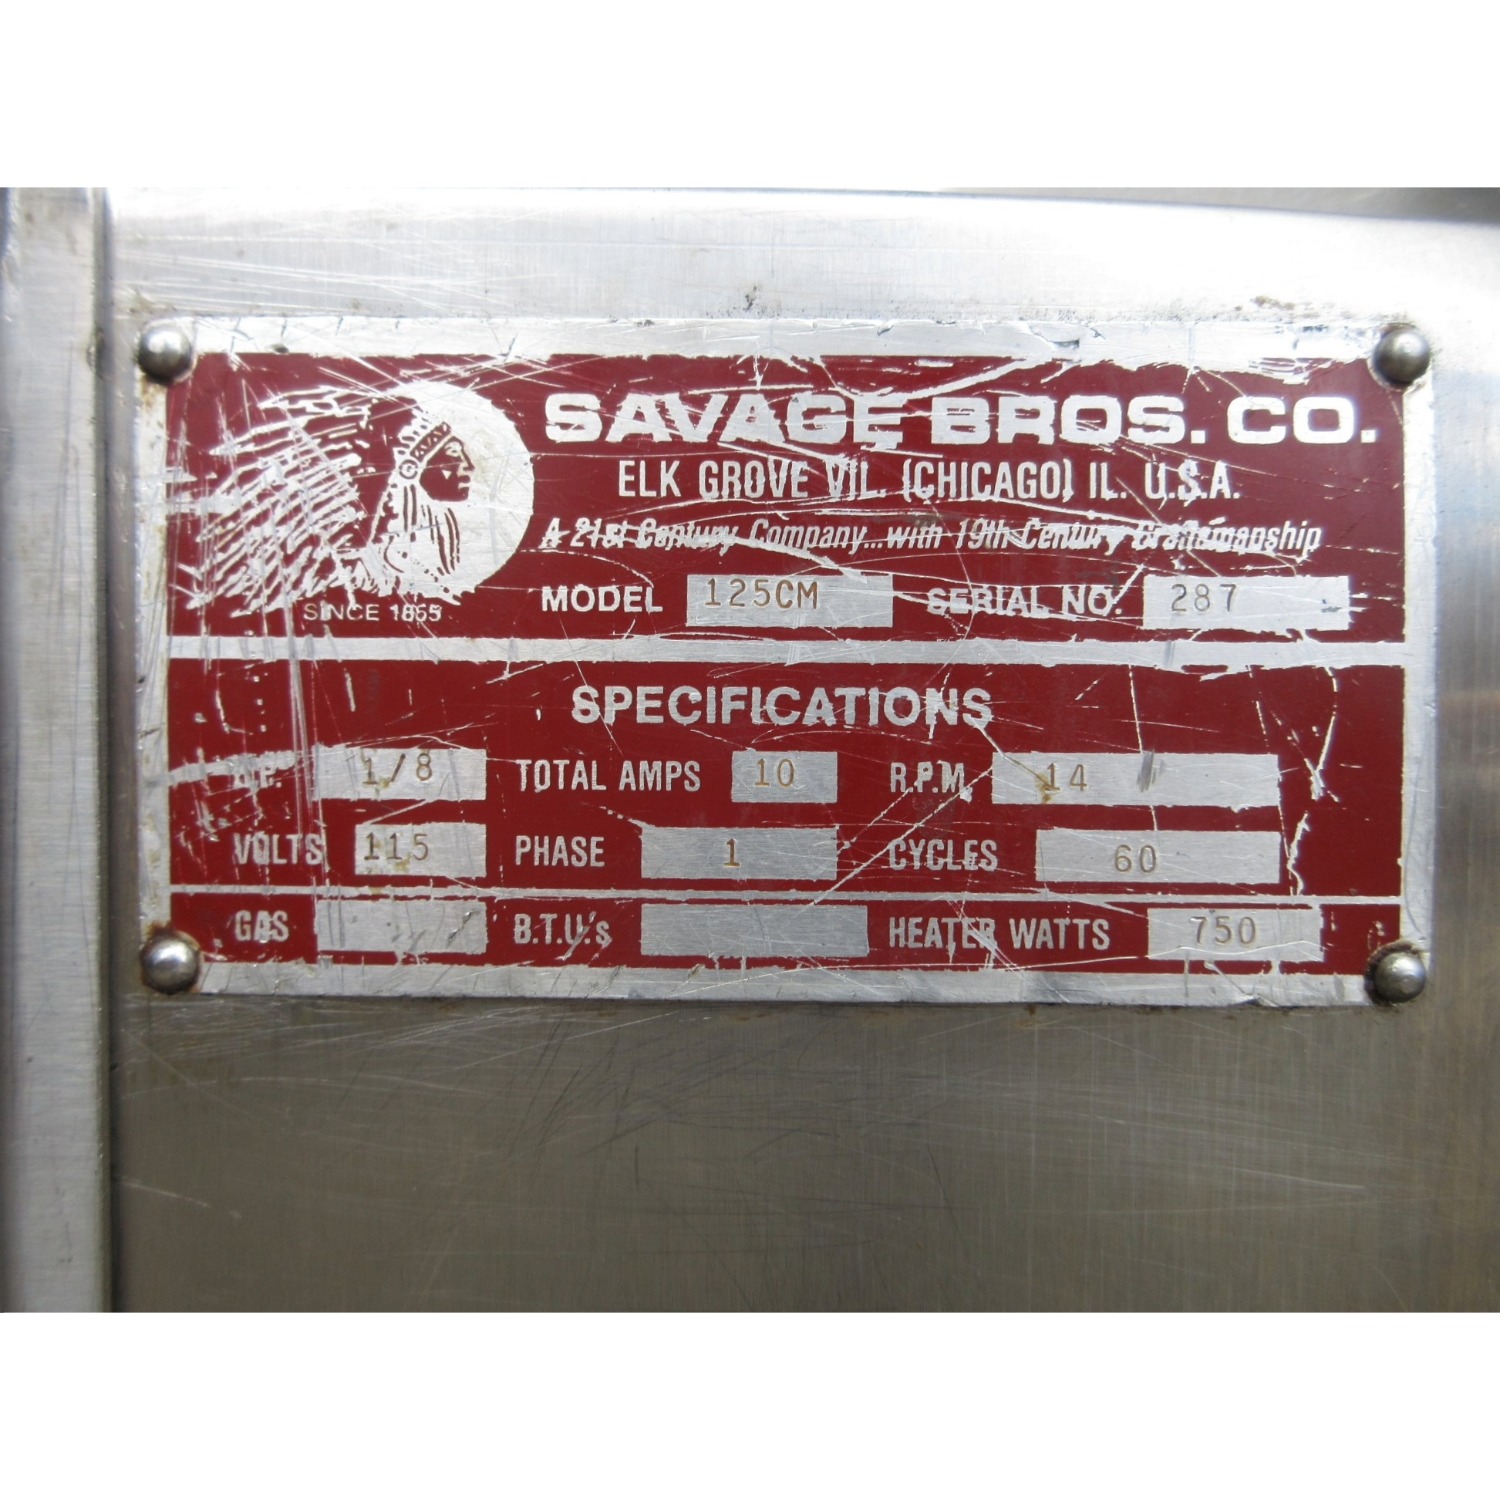 SAVAGE BROS. CO.
ELK GROVE VIL. (CHICAGO) IL. U.S.A.
A 21st Century Company...with 19th Century Craftsmanship
SINCE 1855
MODEL 125CM SERIAL NO. 287
SPECIFICATIONS
H.P. 1/8 TOTAL AMPS 10 R.P.M. 14
VOLTS 115 PHASE 1 CYCLES 60
GAS B.T.U.'s HEATER WATTS 750